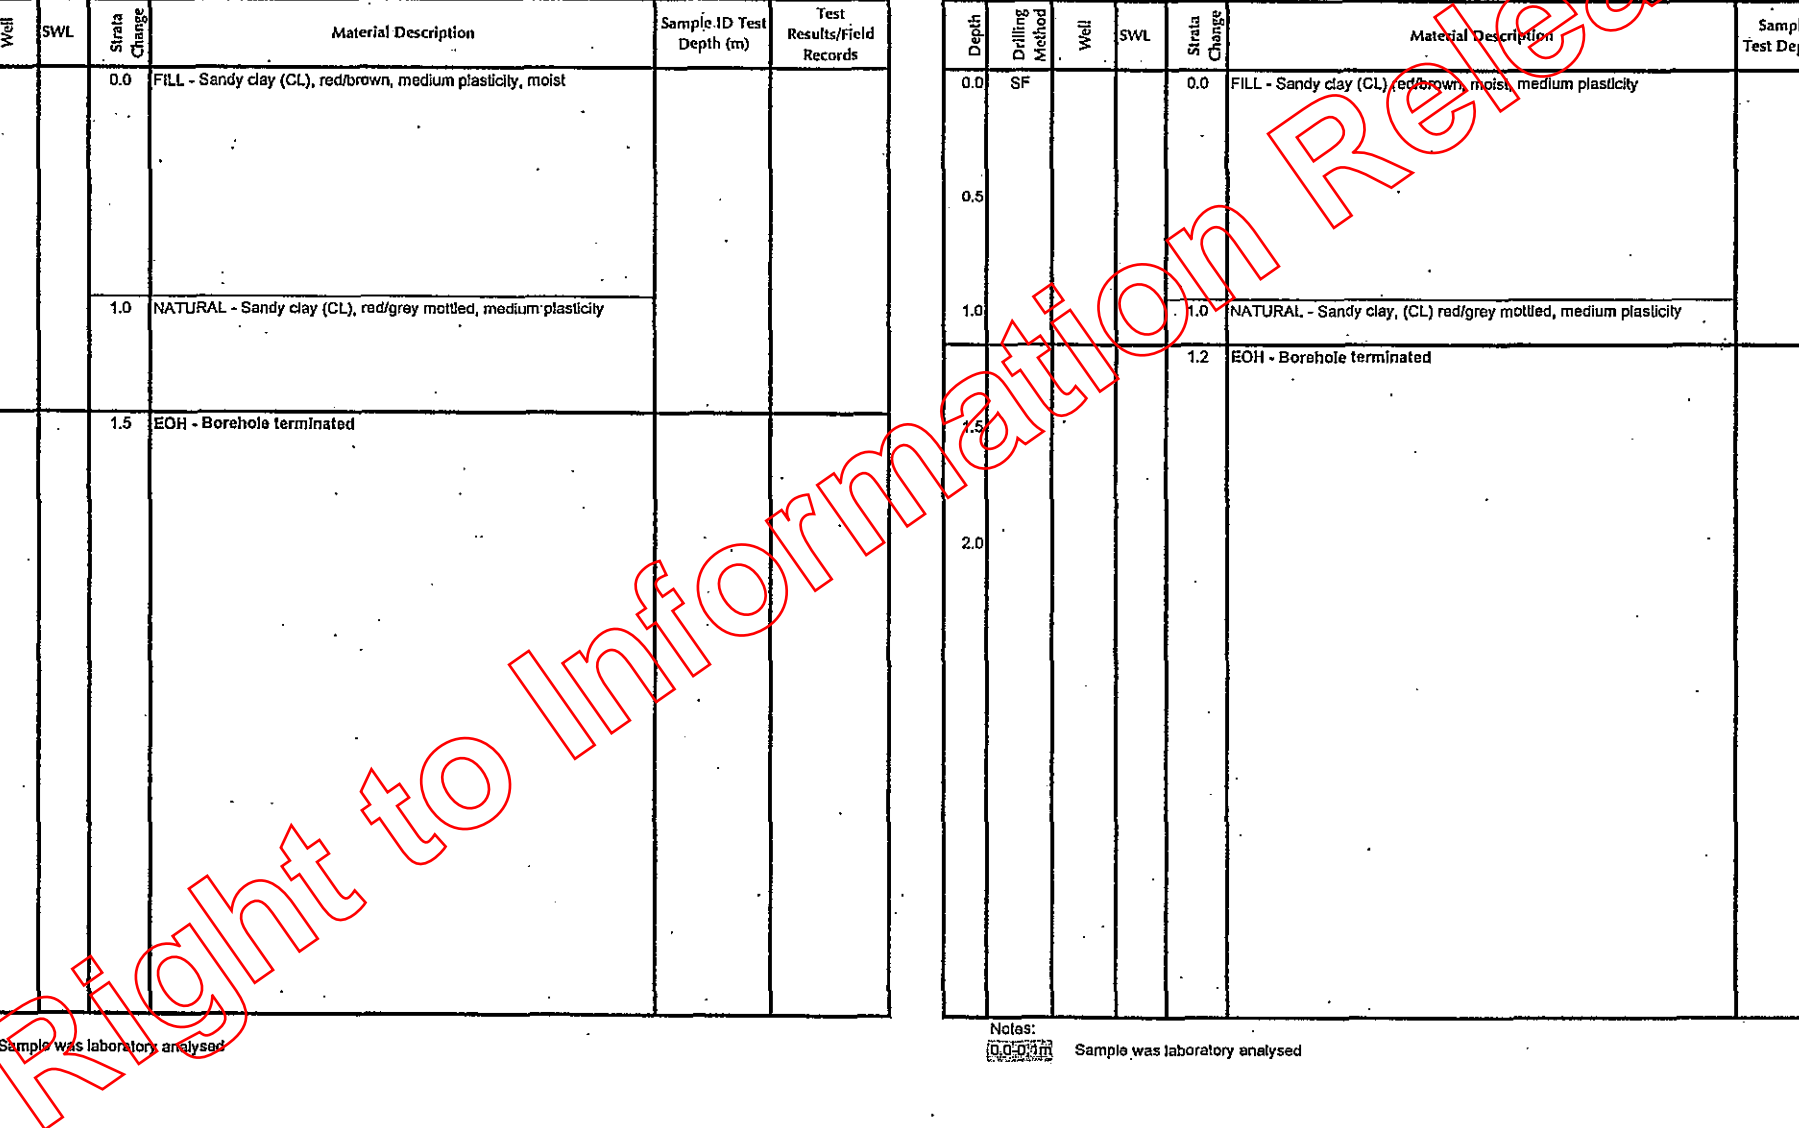 Well
SWL
Strata
Change
Material Description
Sample ID Test
Depth (m)
Test
Results/Field
Records
0.0 FILL - Sandy clay (CL), red/brown, medium plasticity, moist
1.0 NATURAL - Sandy clay (CL), red/grey mottled, medium plasticity
1.5 EOH - Borehole terminated
Sample was laboratory analysed
Depth
Drilling
Method
Well
SWL
Strata
Change
Material Description
Test
0.0 SF 0.0 FILL - Sandy clay (CL) red/brown, moist, medium plasticity
0.5
1.0 1.0 NATURAL - Sandy clay, (CL) red/grey mottled, medium plasticity
1.2 EOH - Borehole terminated
1.5
2.0
Notes:
0.0-0.1m Sample was laboratory analysed
Right to Information